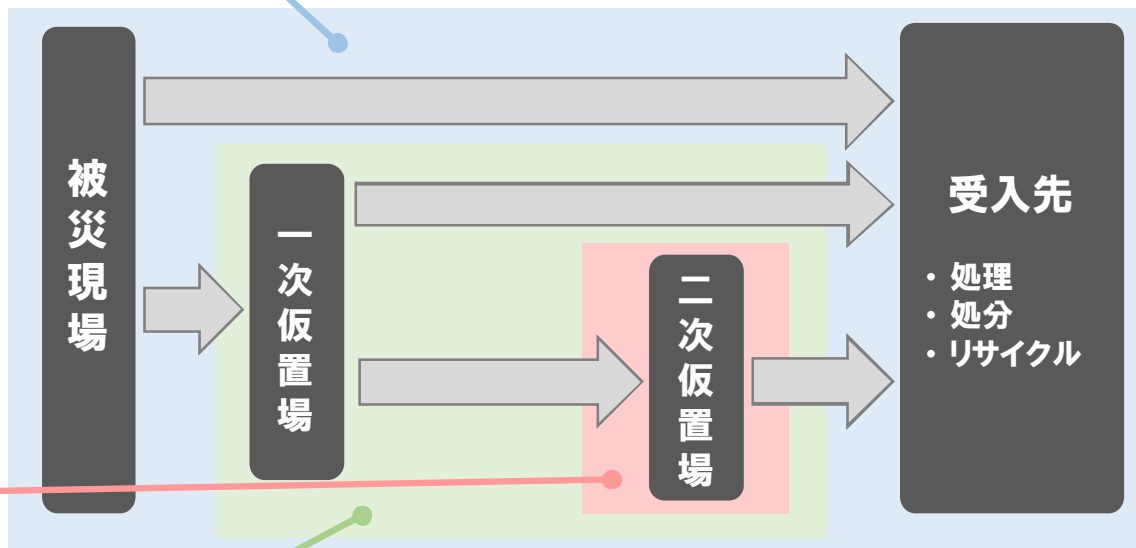 被災現場
一次仮置場
二次仮置場
受入先
・ 処理
・ 処分
・ リサイクル